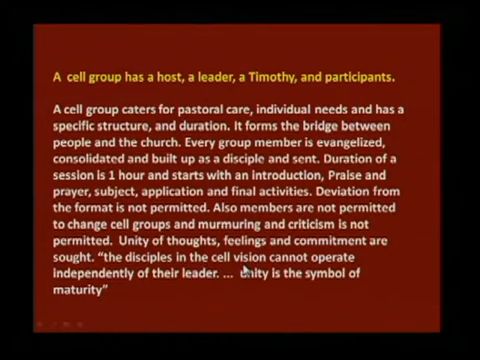 A cell group has a host, a leader, a Timothy, and participants.
A cell group caters for pastoral care, individual needs and has a
specific structure, and duration. It forms the bridge between
people and the church. Every group member is evangelized,
consolidated and built up as a disciple and sent. Duration of a
session is 1 hour and starts with an introduction, Praise and
prayer, subject, application and final activities. Deviation from
the format is not permitted. Also members are not permitted
to change cell groups and murmuring and criticism is not
permitted. Unity of thoughts, feelings and commitment are
sought. “the disciples in the cell vision cannot operate
independently of their leader. ... unity is the symbol of
maturity”